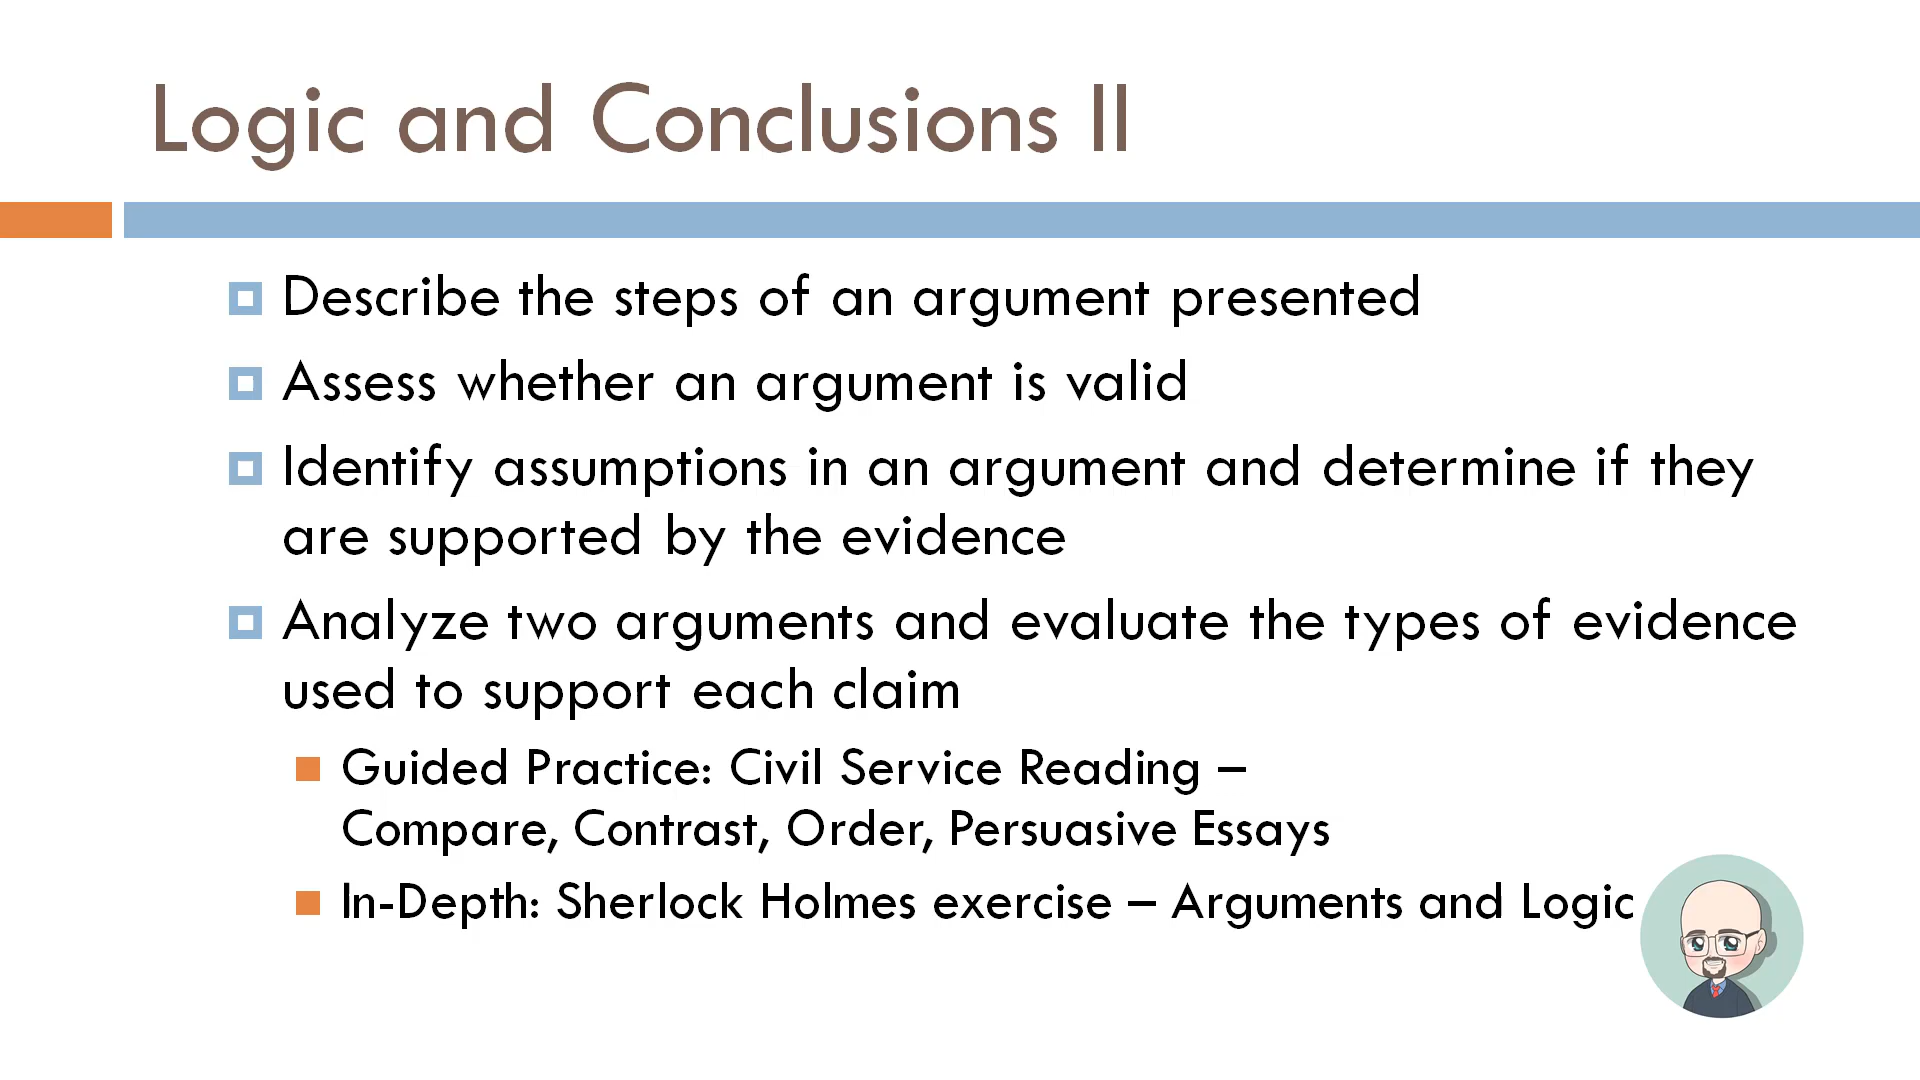 Logic and Conclusions II
Describe the steps of an argument presented
Assess whether an argument is valid
Identify assumptions in an argument and determine if they
are supported by the evidence
Analyze two arguments and evaluate the types of evidence
used to support each claim
Guided Practice: Civil Service Reading –
Compare, Contrast, Order, Persuasive Essays
In-Depth: Sherlock Holmes exercise – Arguments and Logic